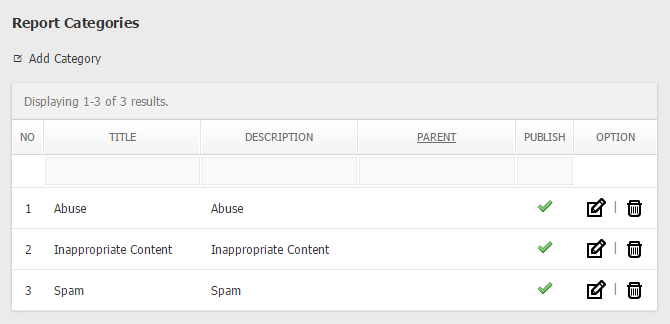 Report Categories
Add Category
Displaying 1-3 of 3 results.
NO TITLE DESCRIPTION PARENT PUBLISH OPTION
1 Abuse Abuse |
2 Inappropriate Content Inappropriate Content |
3 Spam Spam |